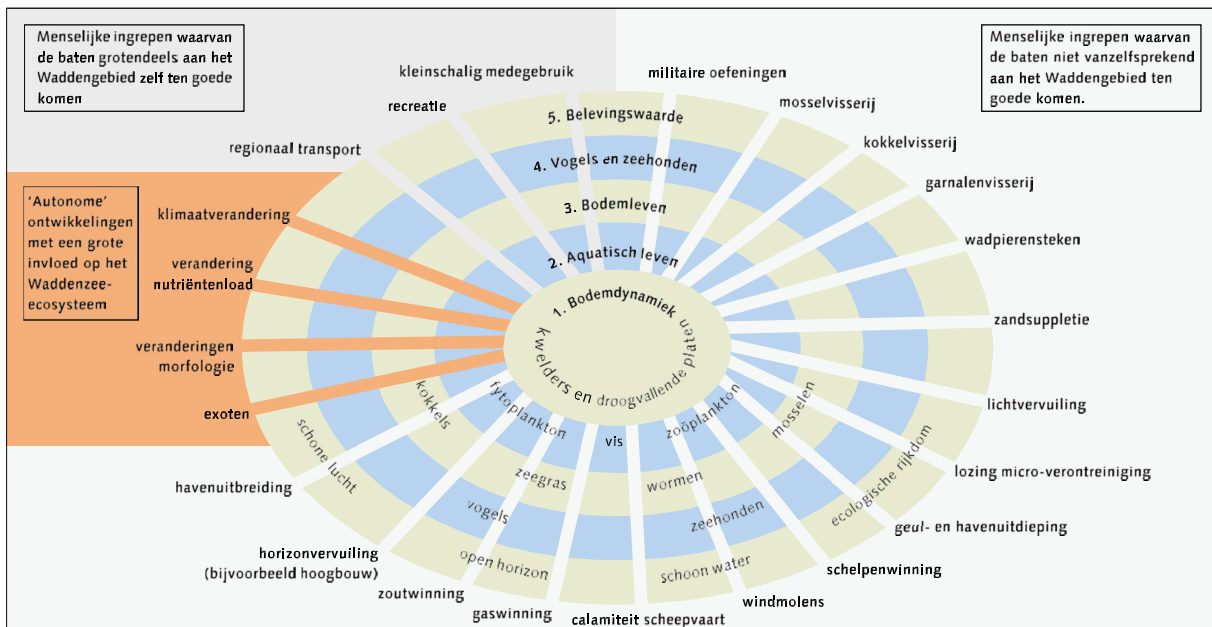 Menselijke ingrepen waarvan
de baten grotendeels aan het
Waddengebied zelf ten goede
komen
Menselijke ingrepen waarvan
de baten niet vanzelfsprekend
aan het Waddengebied ten
goede komen.
'Autonome'
ontwikkelingen
met een grote
invloed op het
Waddenzee-
ecosysteem
kleinschalig medegebruik
recreatie
regionaal transport
klimaatverandering
verandering
nutriëntenload
veranderingen
morfologie
exoten
havenuitbreiding
horizonvervuiling
(bijvoorbeeld hoogbouw)
zoutwinning
gaswinning
calamiteit scheepvaart
windmolens
schelpenwinning
geul- en havenuitdieping
lozing micro-verontreiniging
lichtvervuiling
zandsuppletie
wadpierensteken
garnalenvisserij
kokkelvisserij
mosselvisserij
militaire oefeningen
5. Belevingswaarde
4. Vogels en zeehonden
3. Bodemleven
2. Aquatisch leven
1. Bodemdynamiek
Kwelders en droogvallende platen
fytoplankton
vis
zoöplankton
kokkels
zeegras
wormen
mosselen
vogels
zeehonden
schone lucht
open horizon
schoon water
ecologische rijkdom